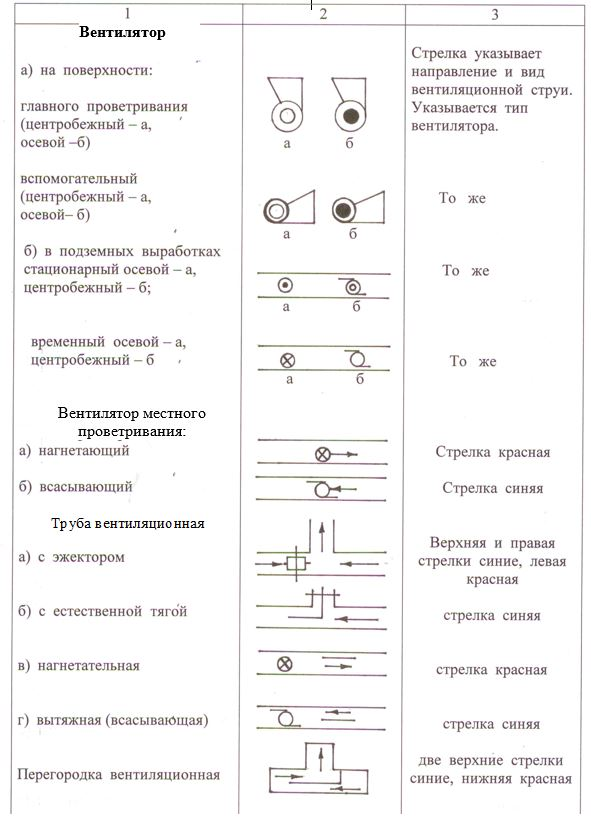 1 2 3
Вентилятор
а) на поверхности:
главного проветривания
(центробежный – а,
осевой –б)
а б
Стрелка указывает
направление и вид
вентиляционной струи.
Указывается тип
вентилятора.
вспомогательный
(центробежный – а,
осевой– б)
а б
То же
б) в подземных выработках
стационарный осевой – а,
центробежный – б;
а б
То же
временный осевой – а,
центробежный – б
а б
То же
Вентилятор местного
проветривания:
а) нагнетающий
Стрелка красная
б) всасывающий
Стрелка синяя
Труба вентиляционная
а) с эжектором
Верхняя и правая
стрелки синие, левая
красная
б) с естественной тягой
стрелка синяя
в) нагнетательная
стрелка красная
г) вытяжная (всасывающая)
стрелка синяя
Перегородка вентиляционная
две верхние стрелки
синие, нижняя красная